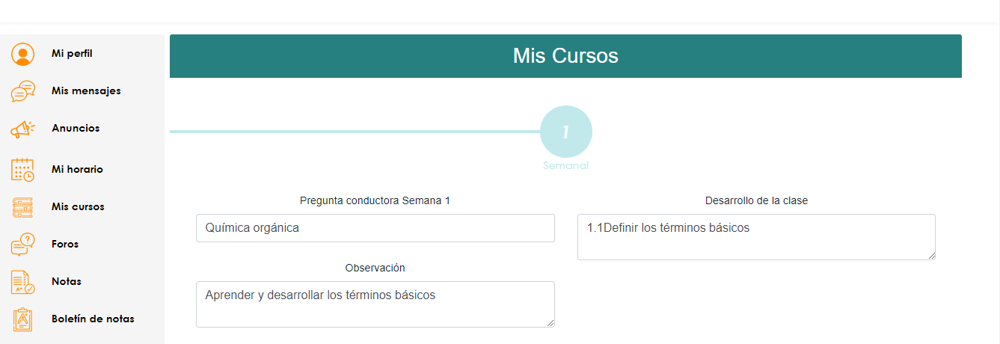 Mi perfil
Mis mensajes
Anuncios
Mi horario
Mis cursos
Foros
Notas
Boletín de notas
Mis Cursos
1
Semanal
Pregunta conductora Semana 1
Química orgánica
Observación
Aprender y desarrollar los términos básicos
Desarrollo de la clase
1.1Definir los términos básicos